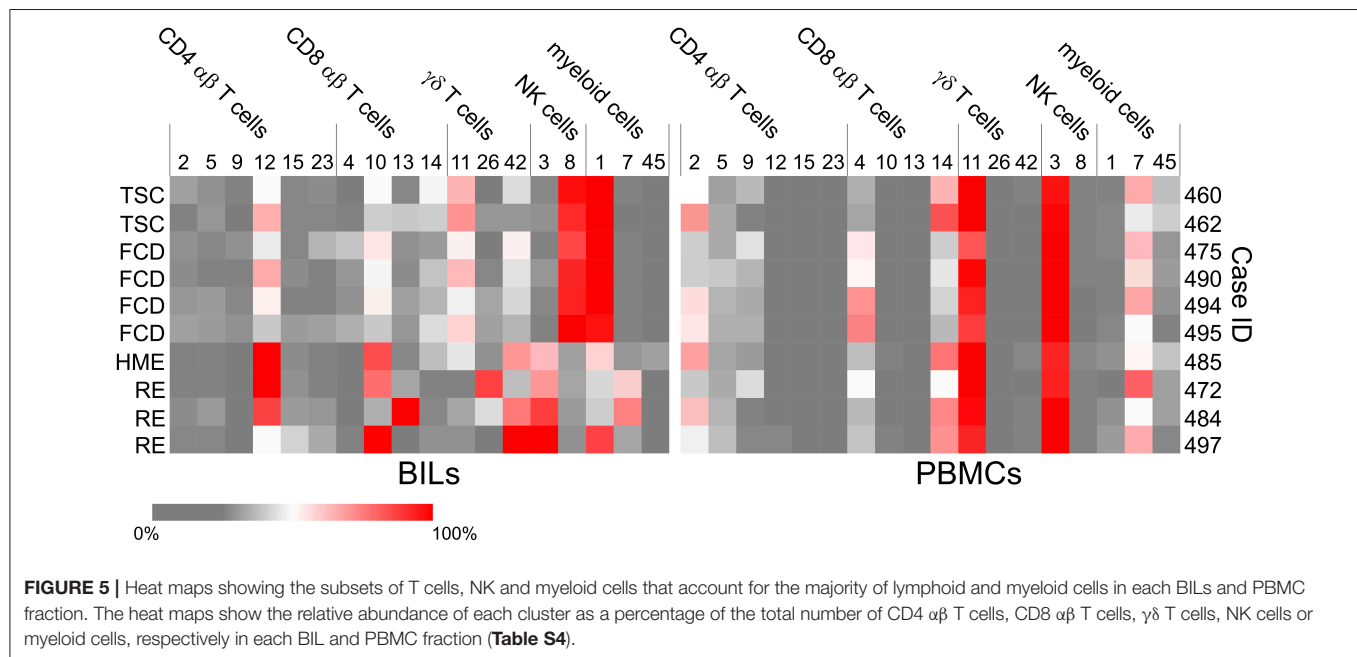 CD4 αβ T cells CD8 αβ T cells γδ T cells NK cells myeloid cells CD4 αβ T cells CD8 αβ T cells γδ T cells NK cells myeloid cells
2 5 9 12 15 23 4 10 13 14 11 26 42 3 8 1 7 45 2 5 9 12 15 23 4 10 13 14 11 26 42 3 8 1 7 45
TSC 460
TSC 462
FCD 475
FCD 490
FCD 494
FCD 495
HME 485
RE 472
RE 484
RE 497
Case ID
BILs PBMCs
0% 100%
FIGURE 5 | Heat maps showing the subsets of T cells, NK and myeloid cells that account for the majority of lymphoid and myeloid cells in each BILs and PBMC
fraction. The heat maps show the relative abundance of each cluster as a percentage of the total number of CD4 αβ T cells, CD8 αβ T cells, γδ T cells, NK cells or
myeloid cells, respectively in each BIL and PBMC fraction (Table S4).